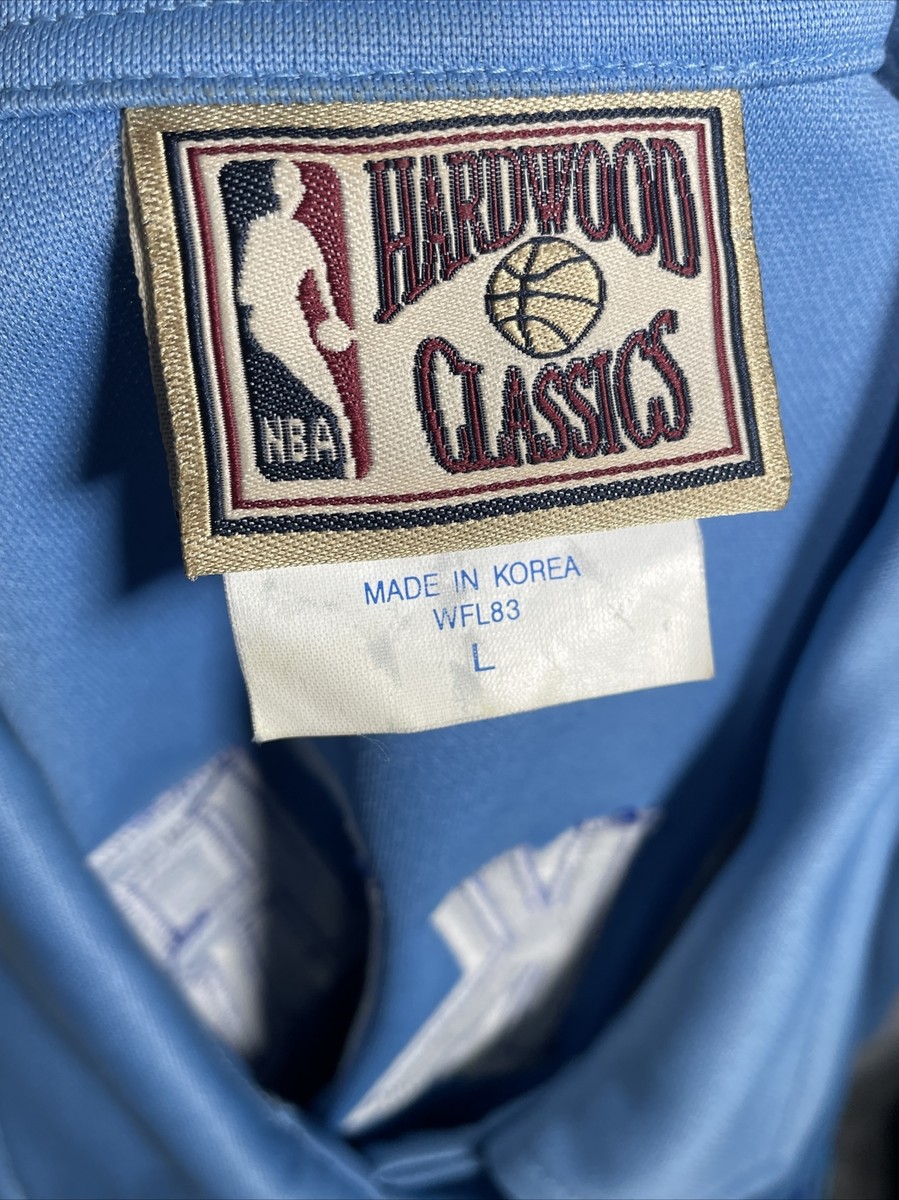 HARDWOOD
CLASSICS
NBA
MADE IN KOREA
WFL83
L